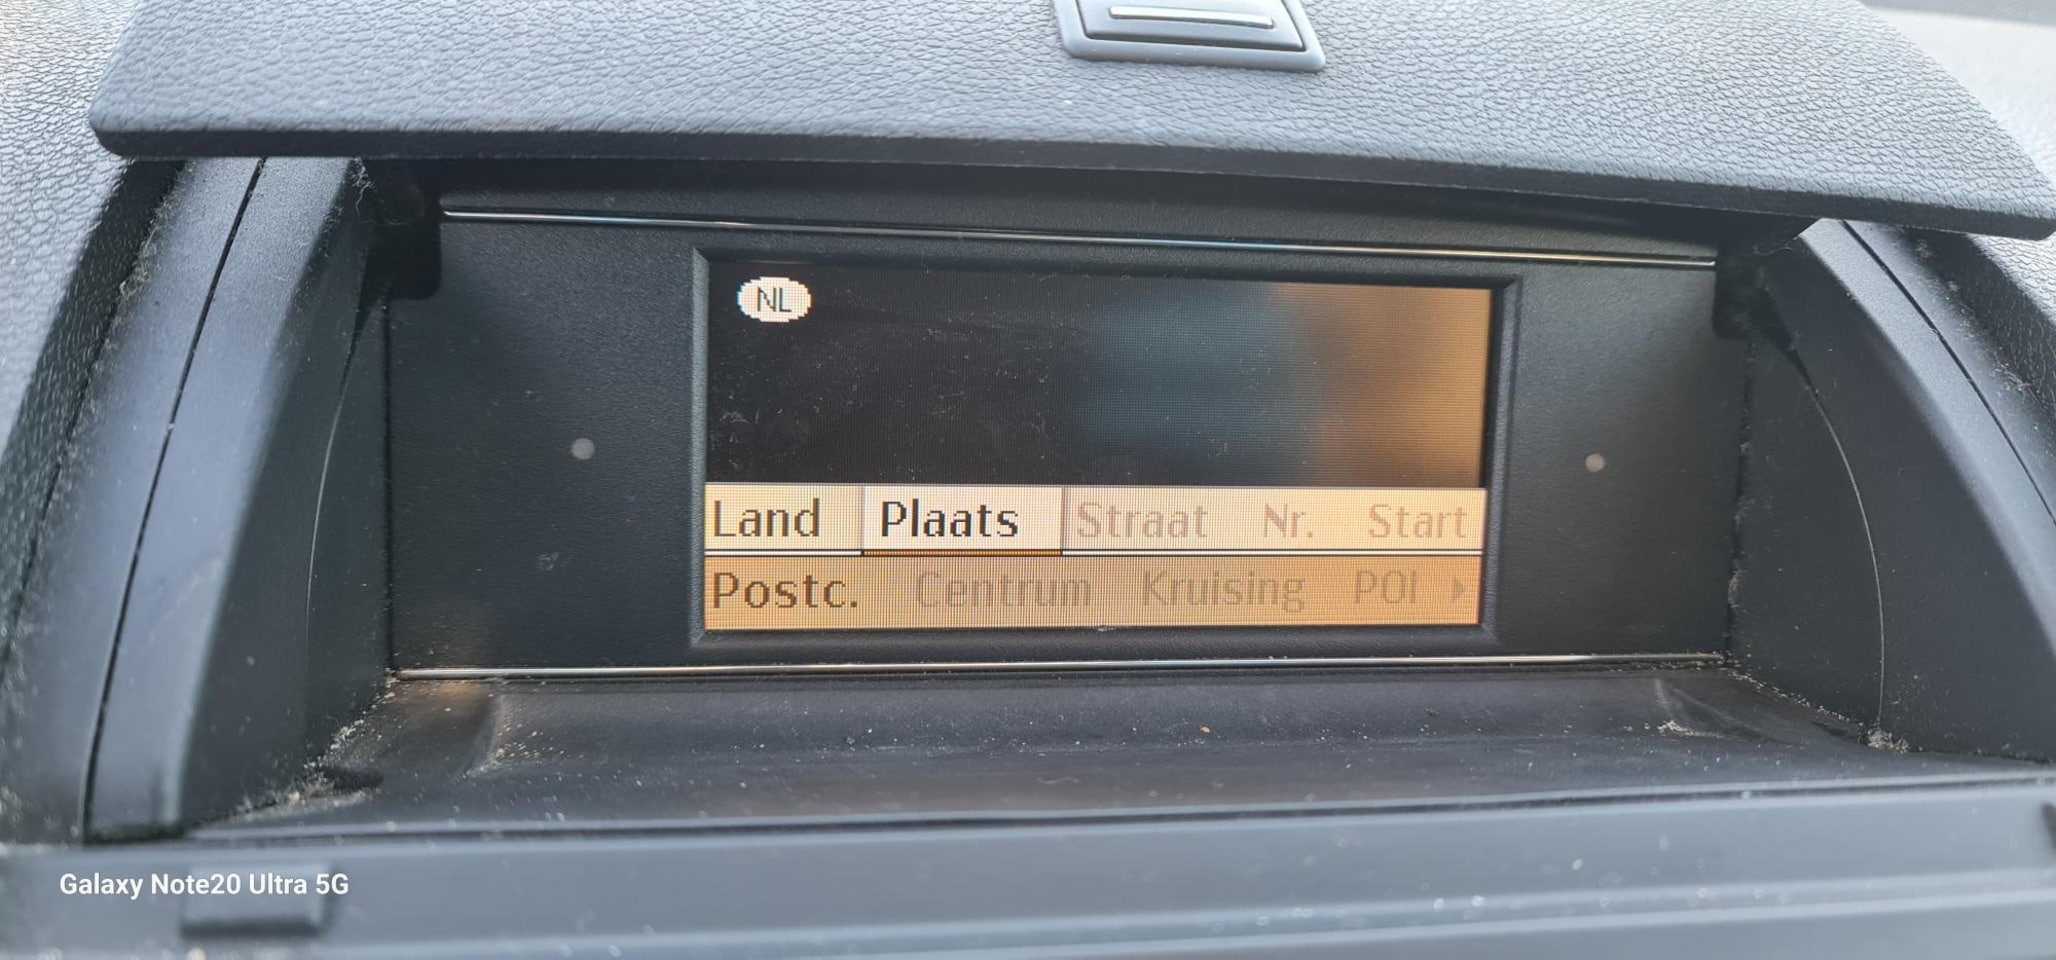 NL
Land Plaats Straat Nr. Start
Postc. Centrum Kruising POI
Galaxy Note20 Ultra 5G